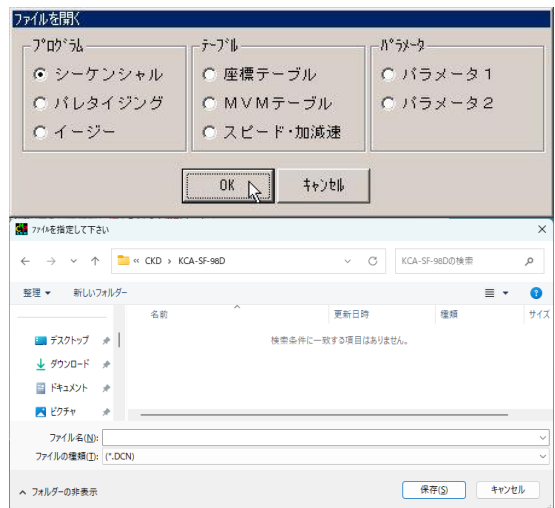 ファイルを開く
プログラム
テーブル
パラメータ
シーケンシャル
座標テーブル
パラメータ1
パレタイジング
MVMテーブル
パラメータ2
イージー
スピード・加減速
OK
キャンセル
ファイルを指定して下さい
« CKD › KCA-SF-98D
KCA-SF-98Dの検索
整理
新しいフォルダー
名前
更新日時
種類
サイズ
デスクトップ
検索条件に一致する項目はありません。
ダウンロード
ドキュメント
ピクチャ
ファイル名(N):
ファイルの種類(T): (*.DCN)
フォルダーの非表示
保存(S)
キャンセル